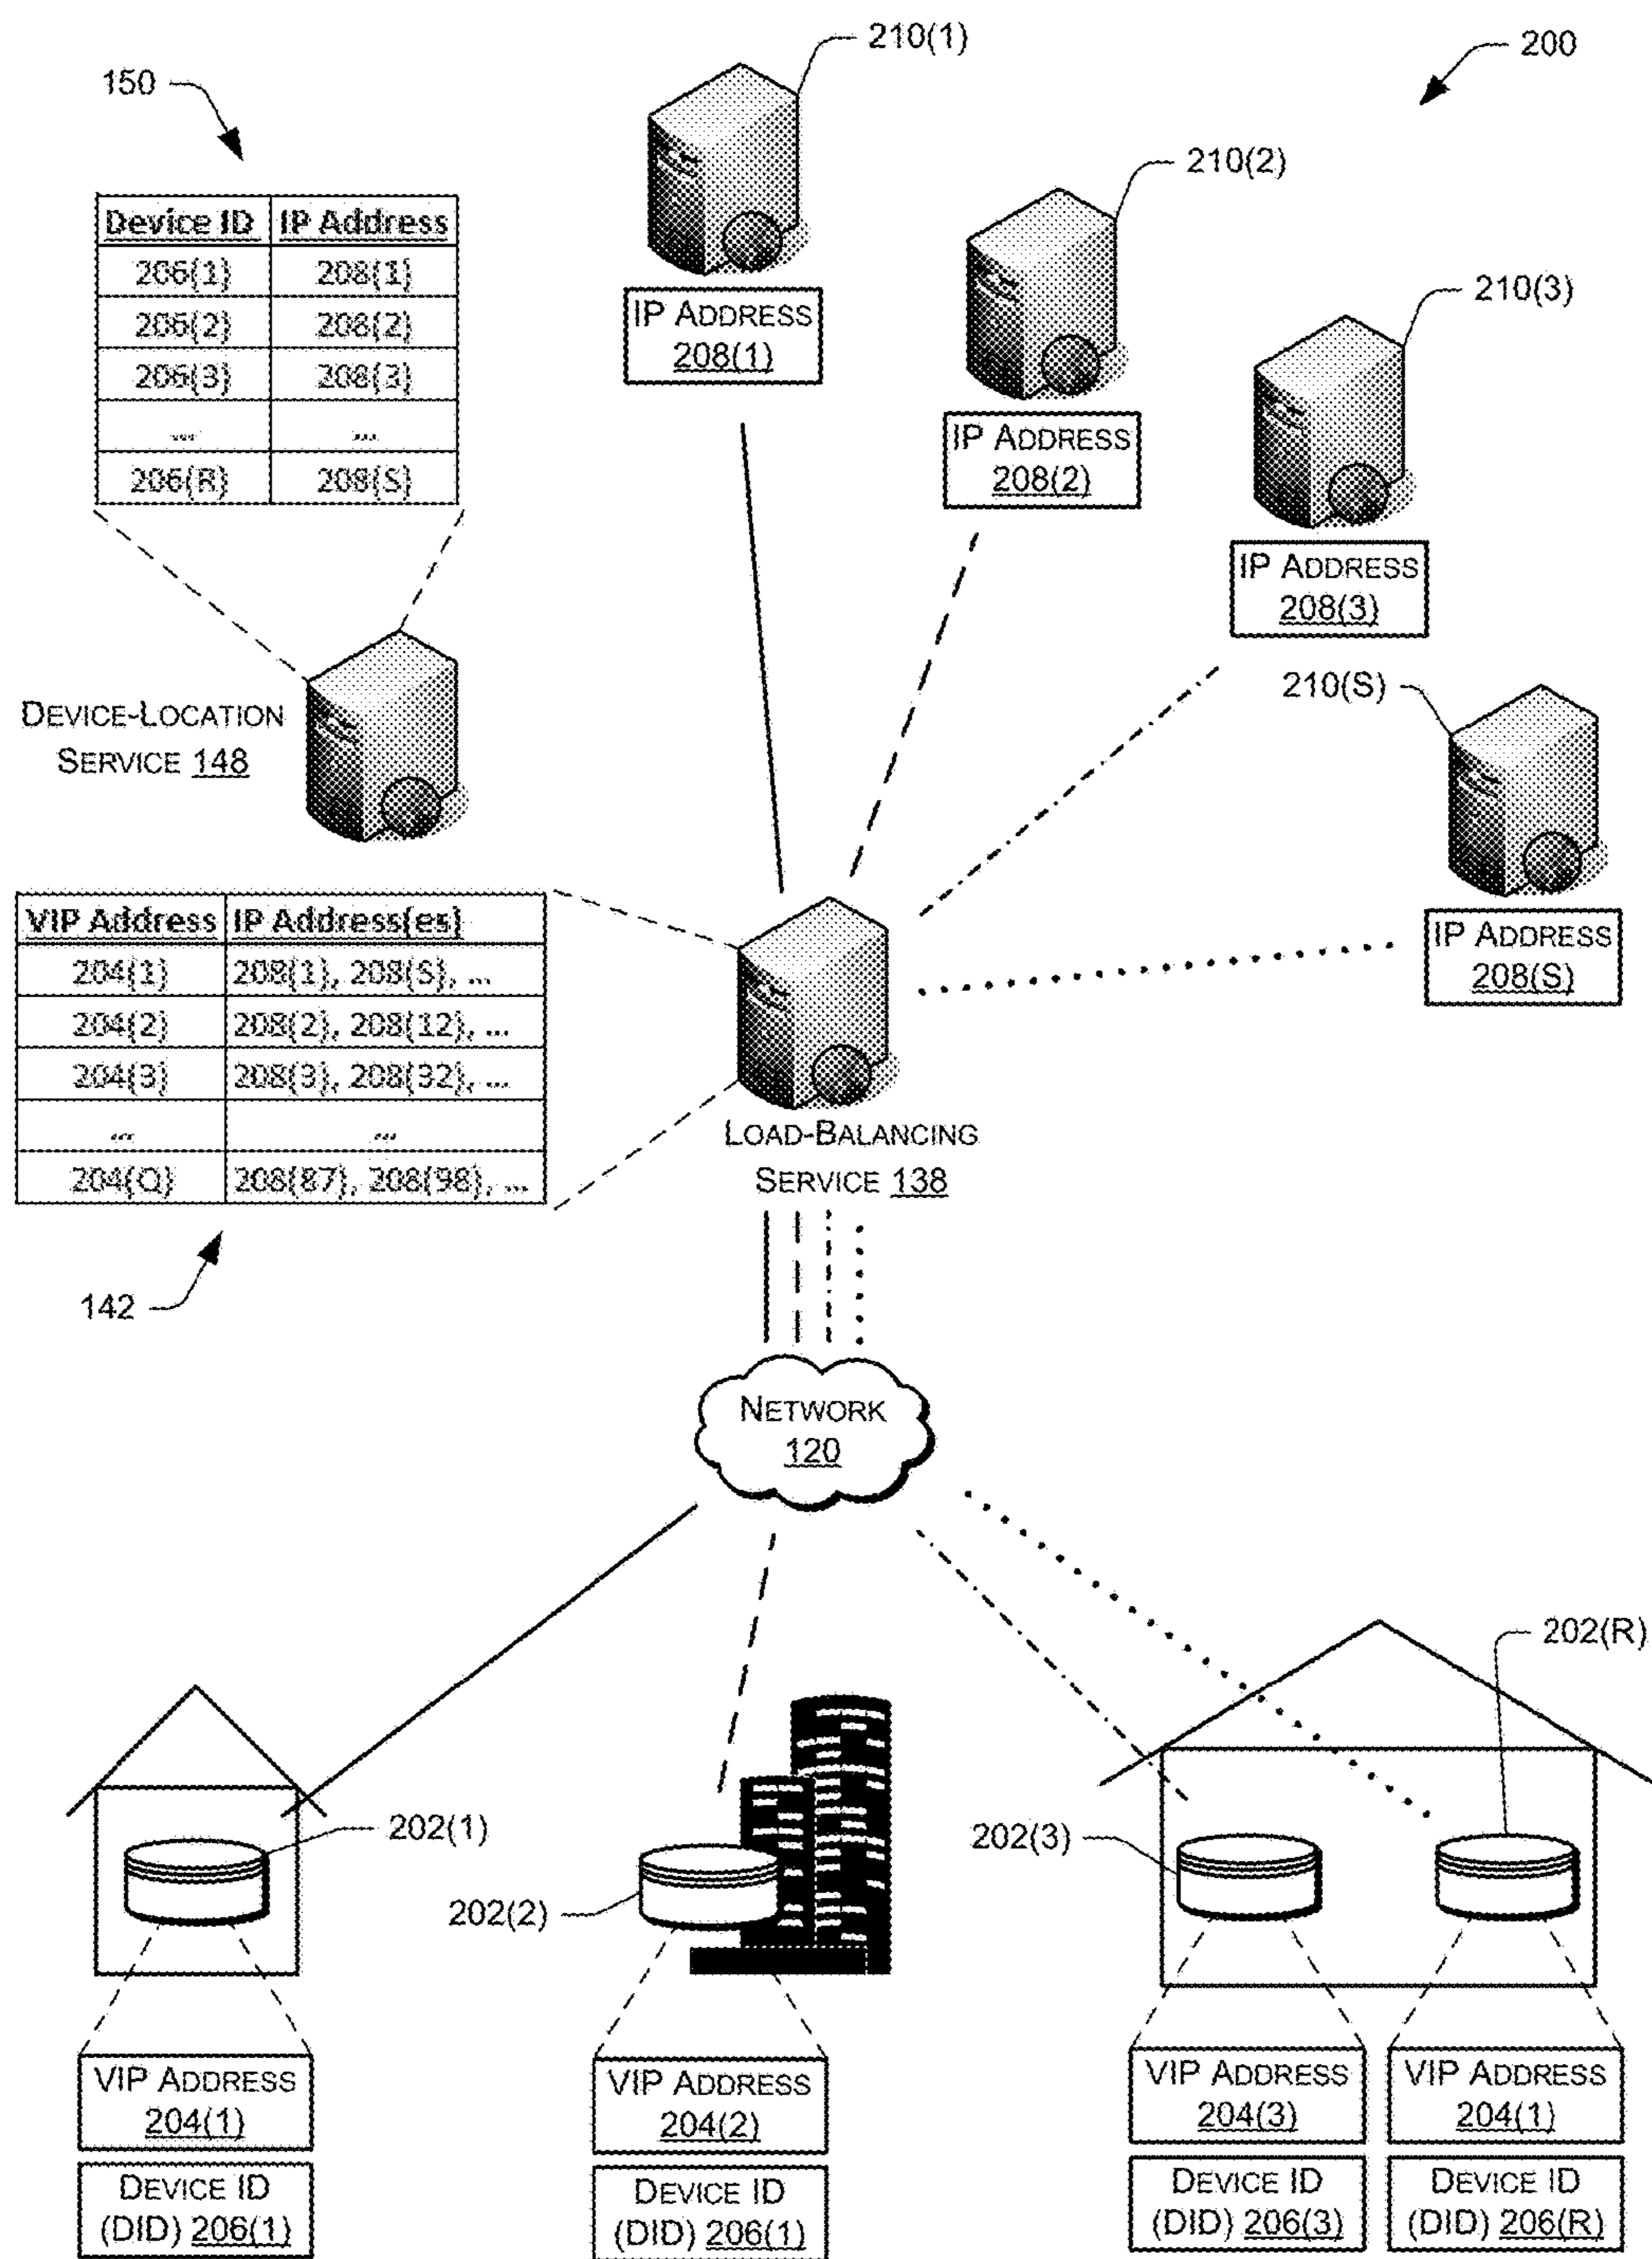 200
150
210(1)
210(2)
210(3)
210(S)
Device ID IP Address
206(1) 208(1)
206(2) 208(2)
206(3) 208(3)
... ...
206(R) 208(S)
IP ADDRESS
208(1)
IP ADDRESS
208(2)
IP ADDRESS
208(3)
IP ADDRESS
208(S)
DEVICE-LOCATION
SERVICE 148
VIP Address IP Address(es)
204(1) 208(1), 208(S), ...
204(2) 208(2), 208(12), ...
204(3) 208(3), 208(32), ...
... ...
204(Q) 208(87), 208(98), ...
142
LOAD-BALANCING
SERVICE 138
NETWORK
120
202(1)
202(2)
202(3)
202(R)
VIP ADDRESS
204(1)
DEVICE ID
(DID) 206(1)
VIP ADDRESS
204(2)
DEVICE ID
(DID) 206(1)
VIP ADDRESS
204(3)
DEVICE ID
(DID) 206(3)
VIP ADDRESS
204(1)
DEVICE ID
(DID) 206(R)